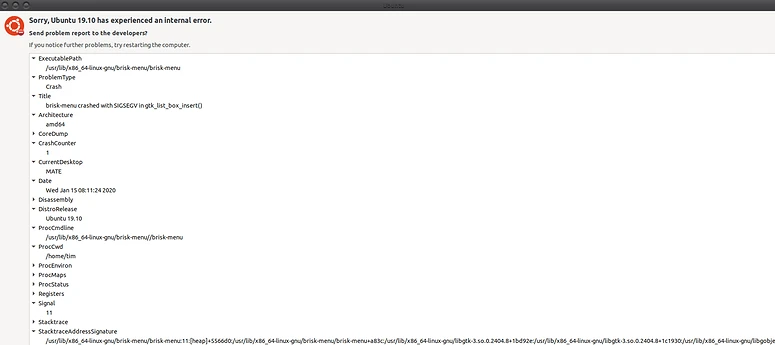 Sorry, Ubuntu 19.10 has experienced an internal error.
Send problem report to the developers?
If you notice further problems, try restarting the computer.
ExecutablePath
/usr/lib/x86_64-linux-gnu/brisk-menu/brisk-menu
ProblemType
Crash
Title
brisk-menu crashed with SIGSEGV in gtk_list_box_insert()
Architecture
amd64
CoreDump
CrashCounter
1
CurrentDesktop
MATE
Date
Wed Jan 15 08:11:24 2020
Disassembly
DistroRelease
Ubuntu 19.10
ProcCmdline
/usr/lib/x86_64-linux-gnu/brisk-menu//brisk-menu
ProcCwd
/home/tim
ProcEnviron
ProcMaps
ProcStatus
Registers
Signal
11
Stacktrace
StacktraceAddressSignature
/usr/lib/x86_64-linux-gnu/brisk-menu/brisk-menu:11:[heap]+5566d0:/usr/lib/x86_64-linux-gnu/brisk-menu/brisk-menu+a83c:/usr/lib/x86_64-linux-gnu/libgtk-3.so.0.2404.8+1bd92e:/usr/lib/x86_64-linux-gnu/libgtk-3.so.0.2404.8+1c1930:/usr/lib/x86_64-linux-gnu/libgobje